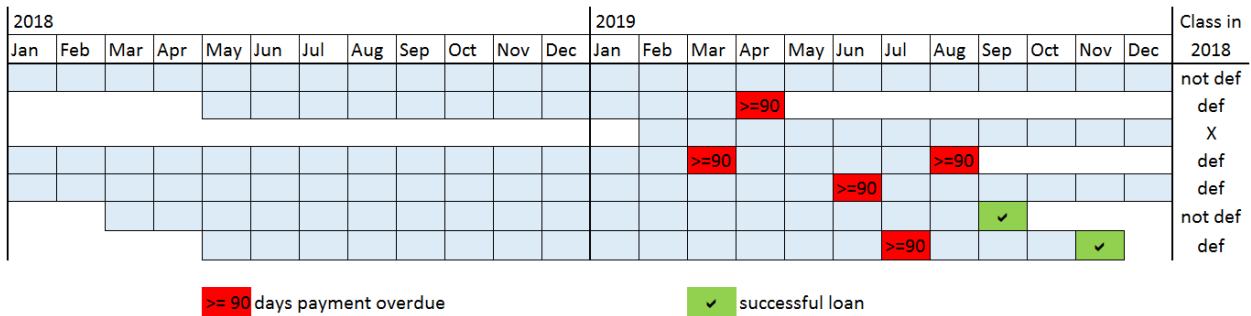 2018 2019 Class in
Jan Feb Mar Apr May Jun Jul Aug Sep Oct Nov Dec Jan Feb Mar Apr May Jun Jul Aug Sep Oct Nov Dec 2018
not def
>=90 def
X
>=90 >=90 def
>=90 def
✔ not def
>=90 ✔ def
>= 90 days payment overdue ✔ successful loan